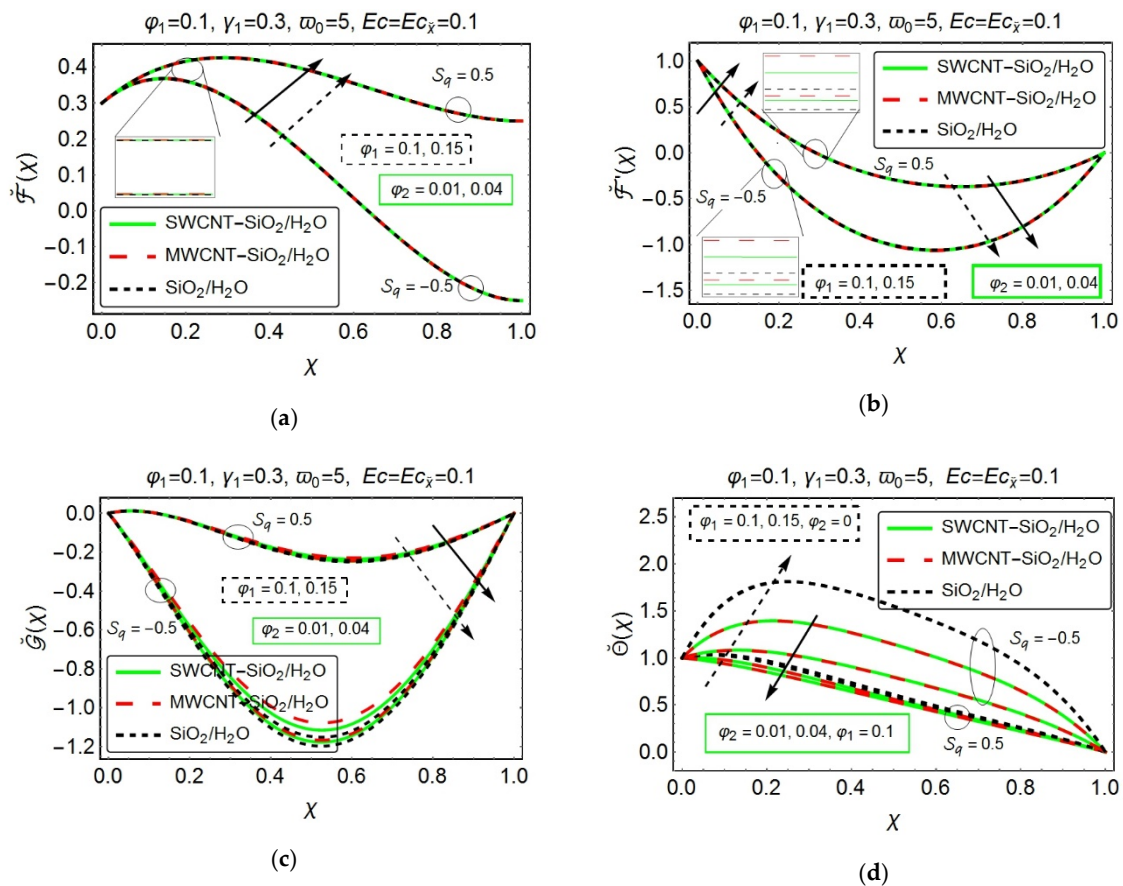 φ₁=0.1, γ₁=0.3, ϖ₀=5, Ec=Ec_x̌=0.1
0.4
0.3
0.2
0.1
0.0
−0.1
−0.2
F̌(χ)
S_q 0.5
φ₁ = 0.1, 0.15
φ₂ = 0.01, 0.04
SWCNT−SiO₂/H₂O
MWCNT−SiO₂/H₂O
SiO₂/H₂O
S_q = −0.5
0.0 0.2 0.4 0.6 0.8 1.0
χ
(a)
φ₁=0.1, γ₁=0.3, ϖ₀=5, Ec=Ec_x̌=0.1
1.0
0.5
0.0
−0.5
−1.0
−1.5
F̌'(χ)
SWCNT−SiO₂/H₂O
MWCNT−SiO₂/H₂O
SiO₂/H₂O
S_q 0.5
S_q = −0.5
φ₁ = 0.1, 0.15
φ₂ = 0.01, 0.04
0.0 0.2 0.4 0.6 0.8 1.0
χ
(b)
φ₁=0.1, γ₁=0.3, ϖ₀=5, Ec=Ec_x̌=0.1
0.0
−0.2
−0.4
−0.6
−0.8
−1.0
−1.2
Ǧ(χ)
S_q 0.5
φ₁ = 0.1, 0.15
φ₂ = 0.01, 0.04
S_q = −0.5
SWCNT−SiO₂/H₂O
MWCNT−SiO₂/H₂O
SiO₂/H₂O
0.0 0.2 0.4 0.6 0.8 1.0
χ
(c)
φ₁=0.1, γ₁=0.3, ϖ₀=5, Ec=Ec_x̌=0.1
2.5
2.0
1.5
1.0
0.5
0.0
Θ̌(χ)
φ₁ = 0.1, 0.15, φ₂ = 0
SWCNT−SiO₂/H₂O
MWCNT−SiO₂/H₂O
SiO₂/H₂O
S_q = −0.5
φ₂ = 0.01, 0.04, φ₁ = 0.1
S_q 0.5
0.0 0.2 0.4 0.6 0.8 1.0
χ
(d)